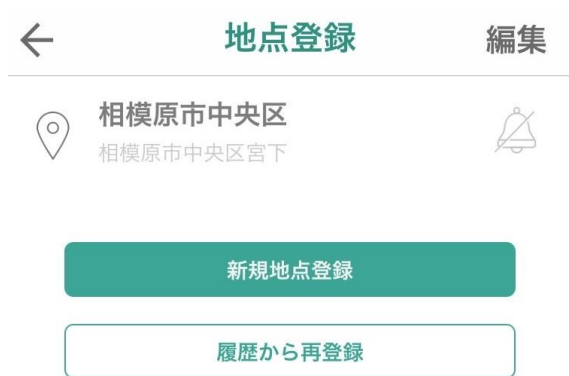 地点登録
編集
相模原市中央区
相模原市中央区宮下
新規地点登録
履歴から再登録